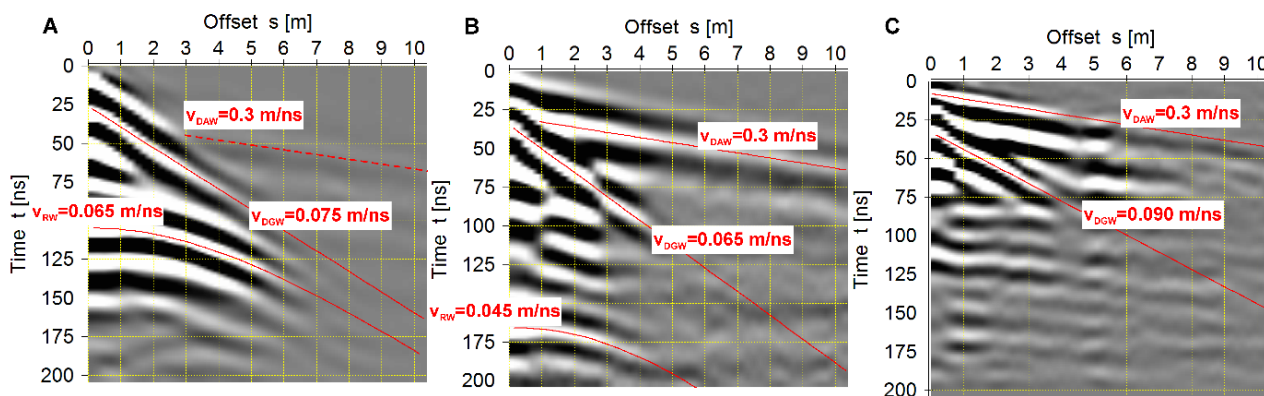 A
Offset s [m]
0 1 2 3 4 5 6 7 8 9 10
Time t [ns]
0
25
50
75
100
125
150
175
200
vDAW=0.3 m/ns
vRW=0.065 m/ns
vDGW=0.075 m/ns
B
Offset s [m]
0 1 2 3 4 5 6 7 8 9 10
Time t [ns]
0
25
50
75
100
125
150
175
200
vDAW=0.3 m/ns
vDGW=0.065 m/ns
vRW=0.045 m/ns
C
Offset s [m]
0 1 2 3 4 5 6 7 8 9 10
Time t [ns]
0
25
50
75
100
125
150
175
200
vDAW=0.3 m/ns
vDGW=0.090 m/ns